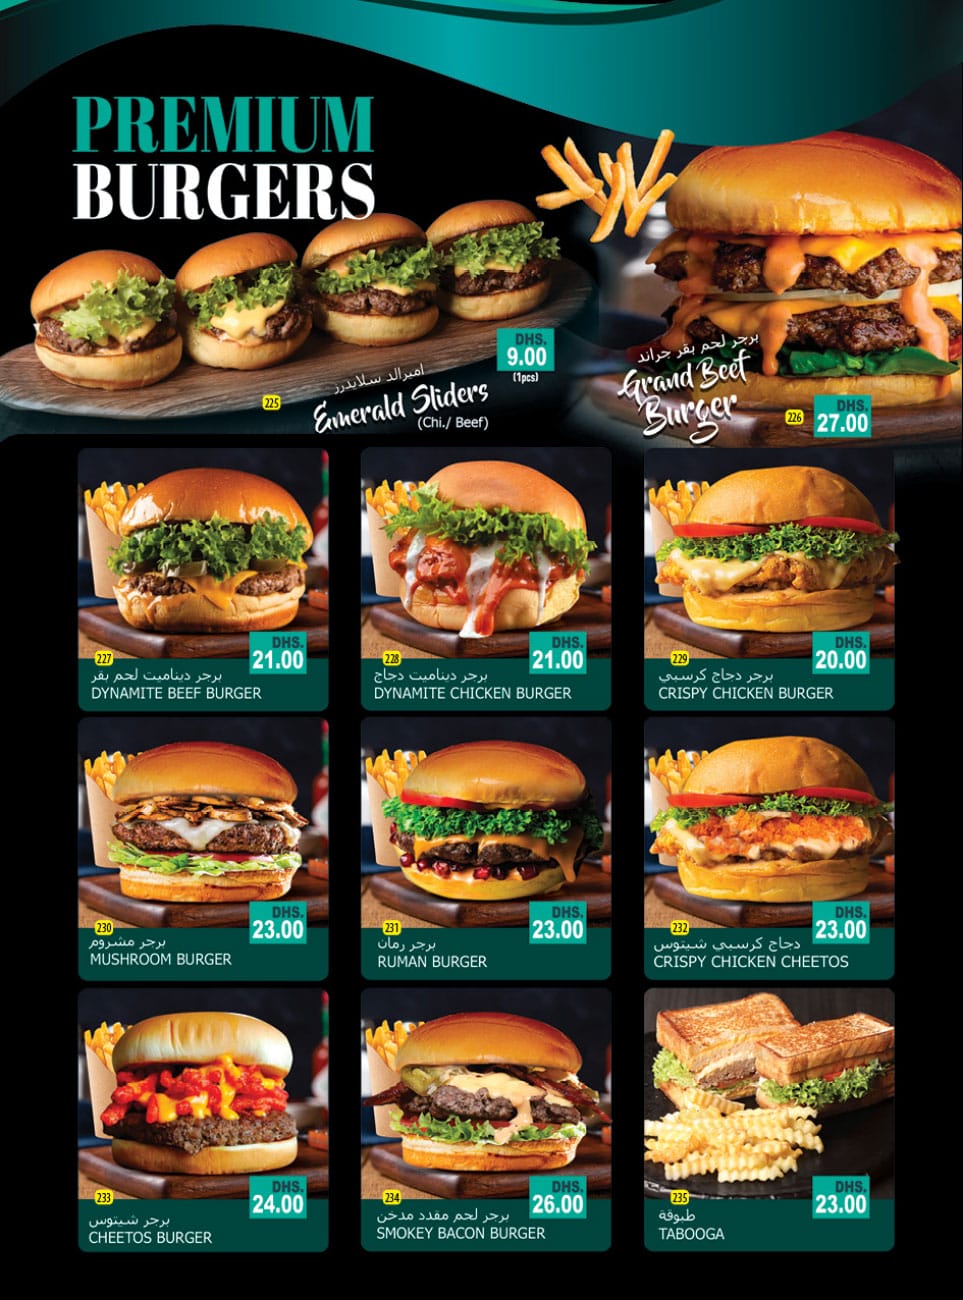 PREMIUM
BURGERS
DHS.
9.00
(1pcs)
اميرالد سلايدرز
225
Emerald Sliders
(Chi./ Beef)
برجر لحم بقر جراند
Grand Beef
Burger
226
DHS.
27.00
DHS.
21.00
227
برجر ديناميت لحم بقر
DYNAMITE BEEF BURGER
DHS.
21.00
228
برجر ديناميت دجاج
DYNAMITE CHICKEN BURGER
DHS.
20.00
229
برجر دجاج كرسبي
CRISPY CHICKEN BURGER
DHS.
23.00
230
برجر مشروم
MUSHROOM BURGER
DHS.
23.00
231
برجر رمان
RUMAN BURGER
DHS.
23.00
232
دجاج كرسبي شيتوس
CRISPY CHICKEN CHEETOS
DHS.
24.00
233
برجر شيتوس
CHEETOS BURGER
DHS.
26.00
234
برجر لحم مقدد مدخن
SMOKEY BACON BURGER
DHS.
23.00
235
طبوقة
TABOOGA